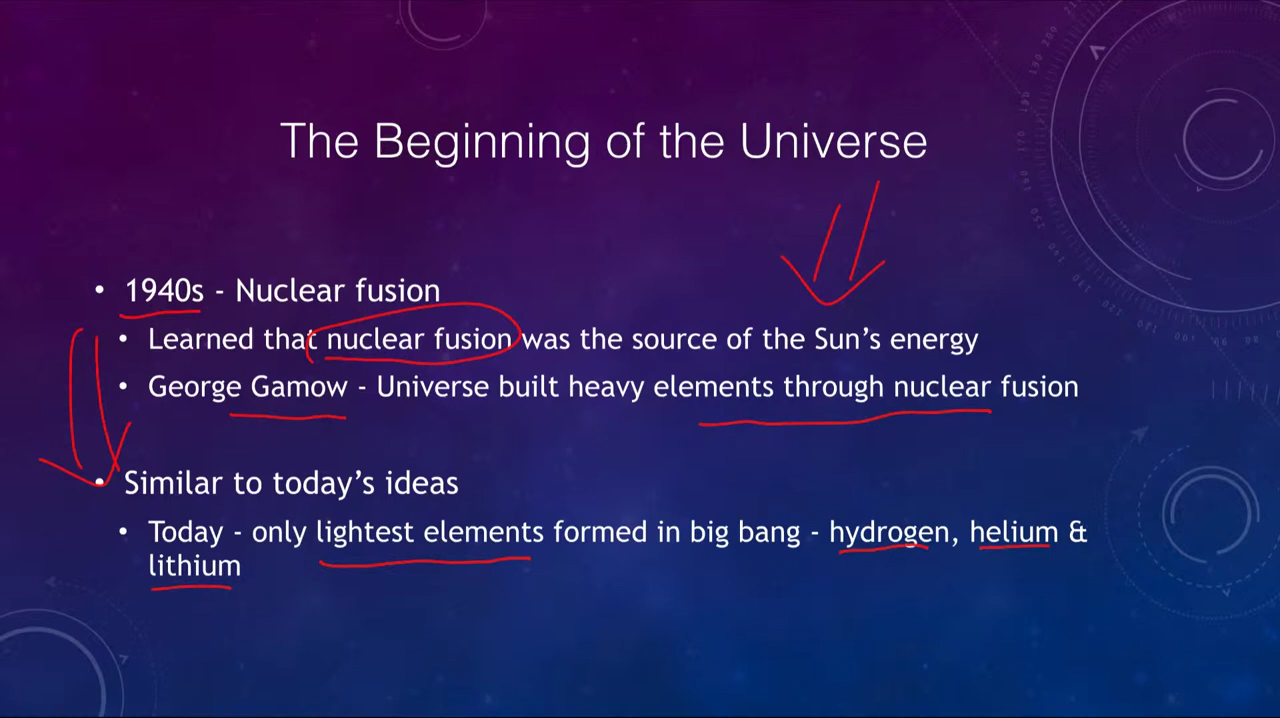 The Beginning of the Universe
• 1940s - Nuclear fusion
• Learned that nuclear fusion was the source of the Sun's energy
• George Gamow - Universe built heavy elements through nuclear fusion
• Similar to today's ideas
• Today - only lightest elements formed in big bang - hydrogen, helium &
lithium